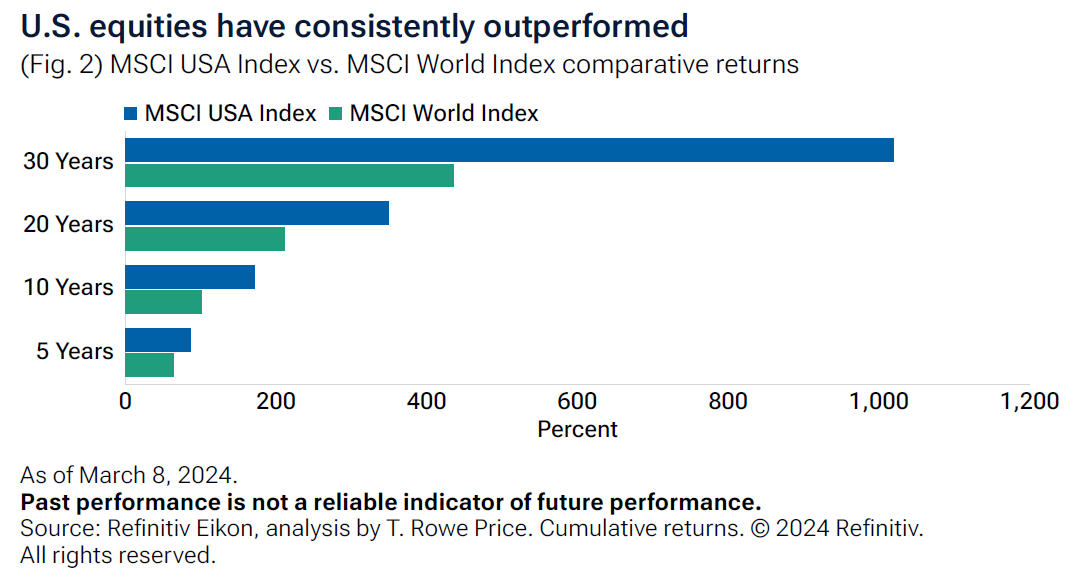 U.S. equities have consistently outperformed
(Fig. 2) MSCI USA Index vs. MSCI World Index comparative returns
MSCI USA Index MSCI World Index
30 Years
20 Years
10 Years
5 Years
0 200 400 600 800 1,000 1,200
Percent
As of March 8, 2024.
Past performance is not a reliable indicator of future performance.
Source: Refinitiv Eikon, analysis by T. Rowe Price. Cumulative returns. © 2024 Refinitiv.
All rights reserved.